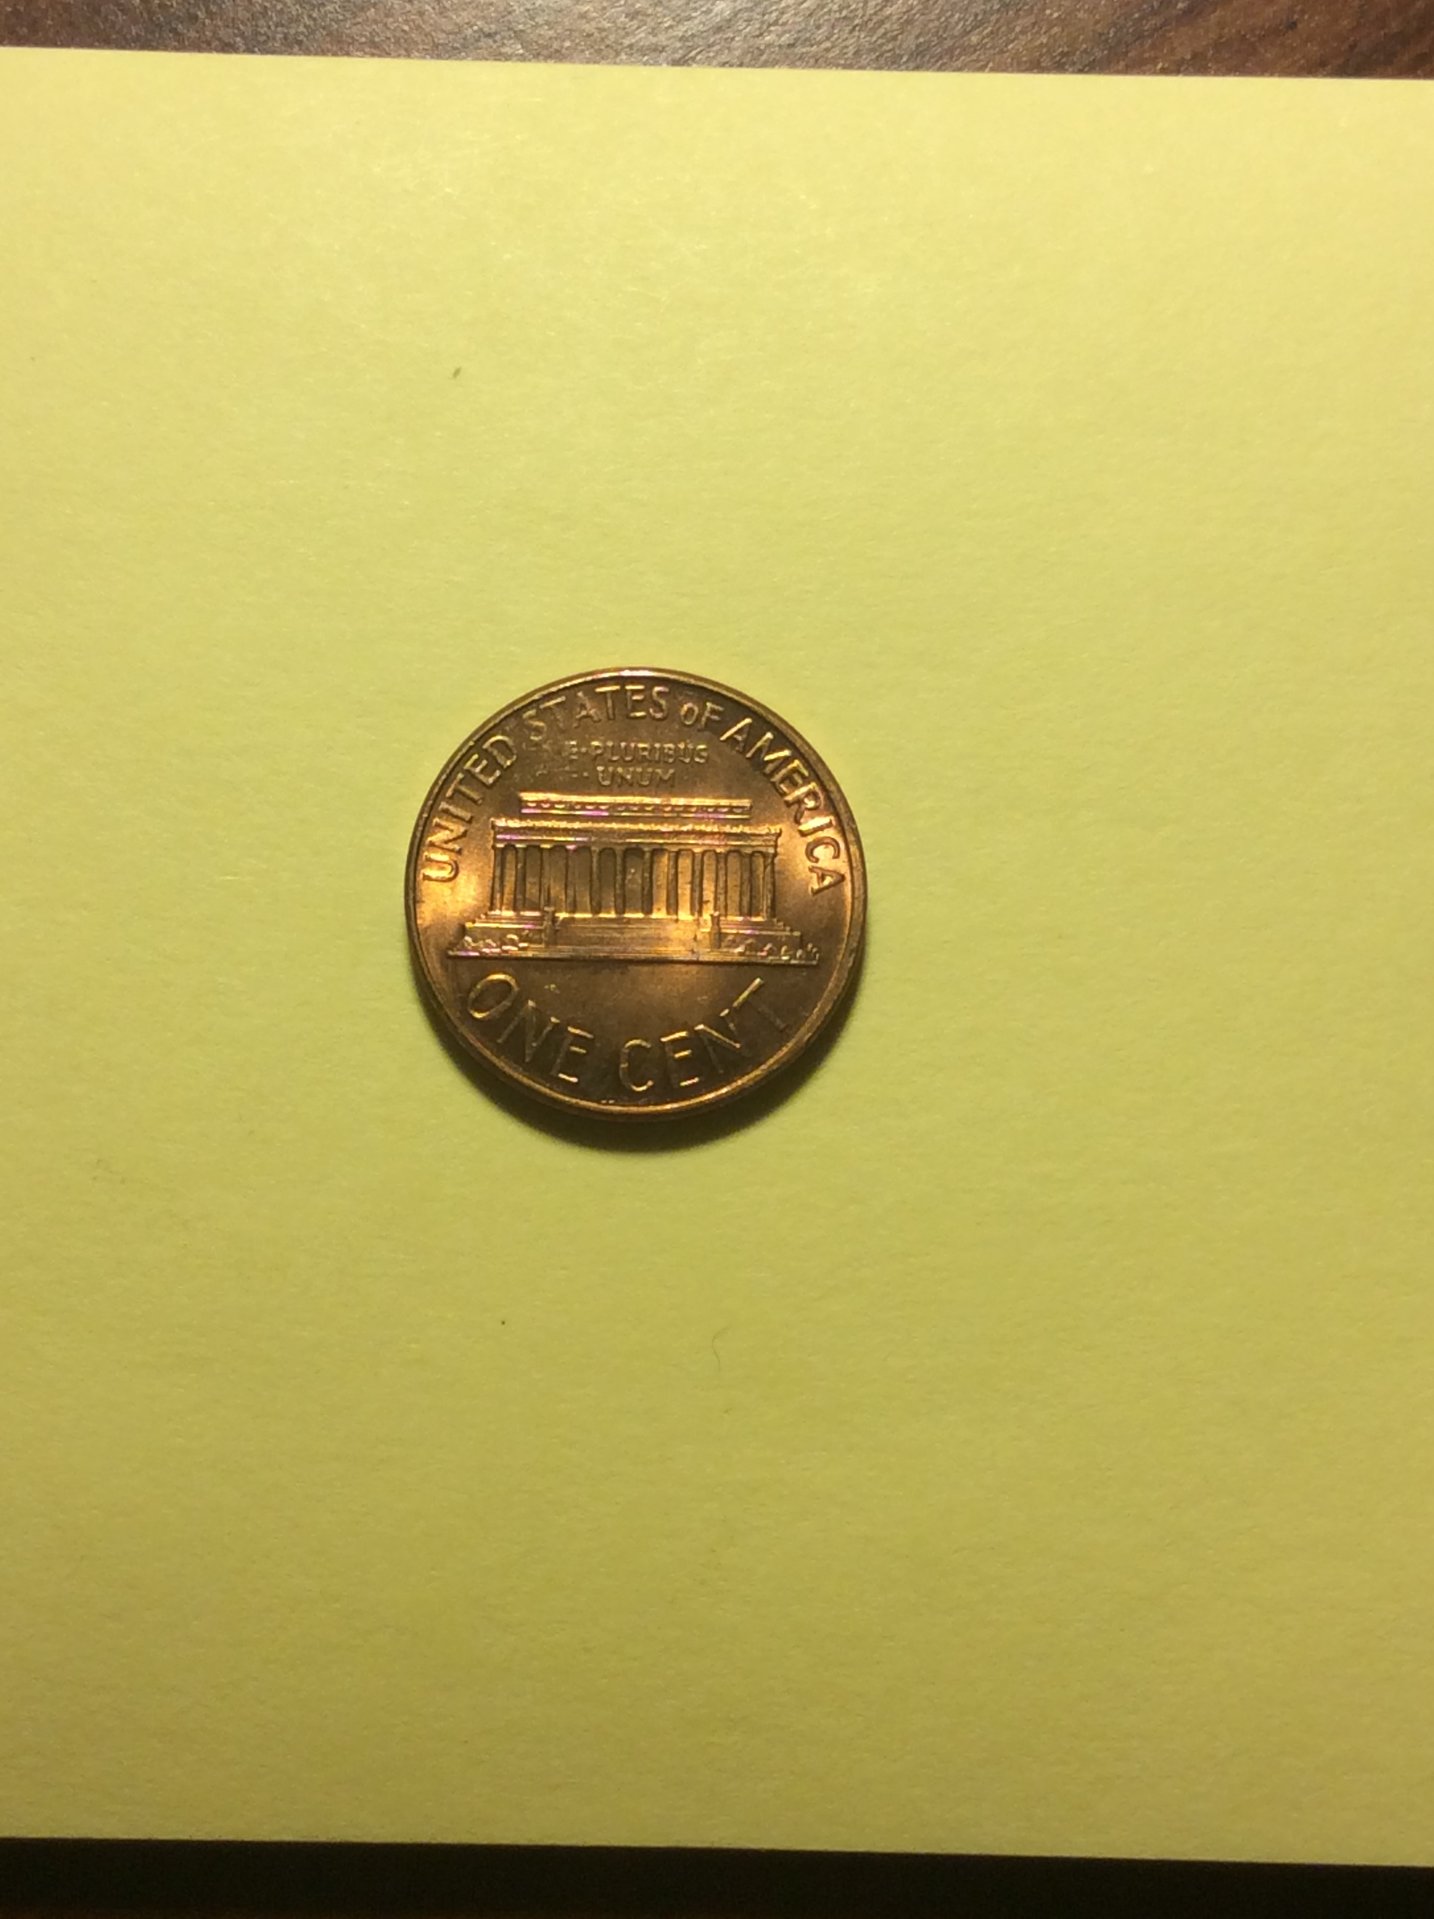 UNITED STATES oF AMERICA
E·PLURIBUS
UNUM
ONE CENT